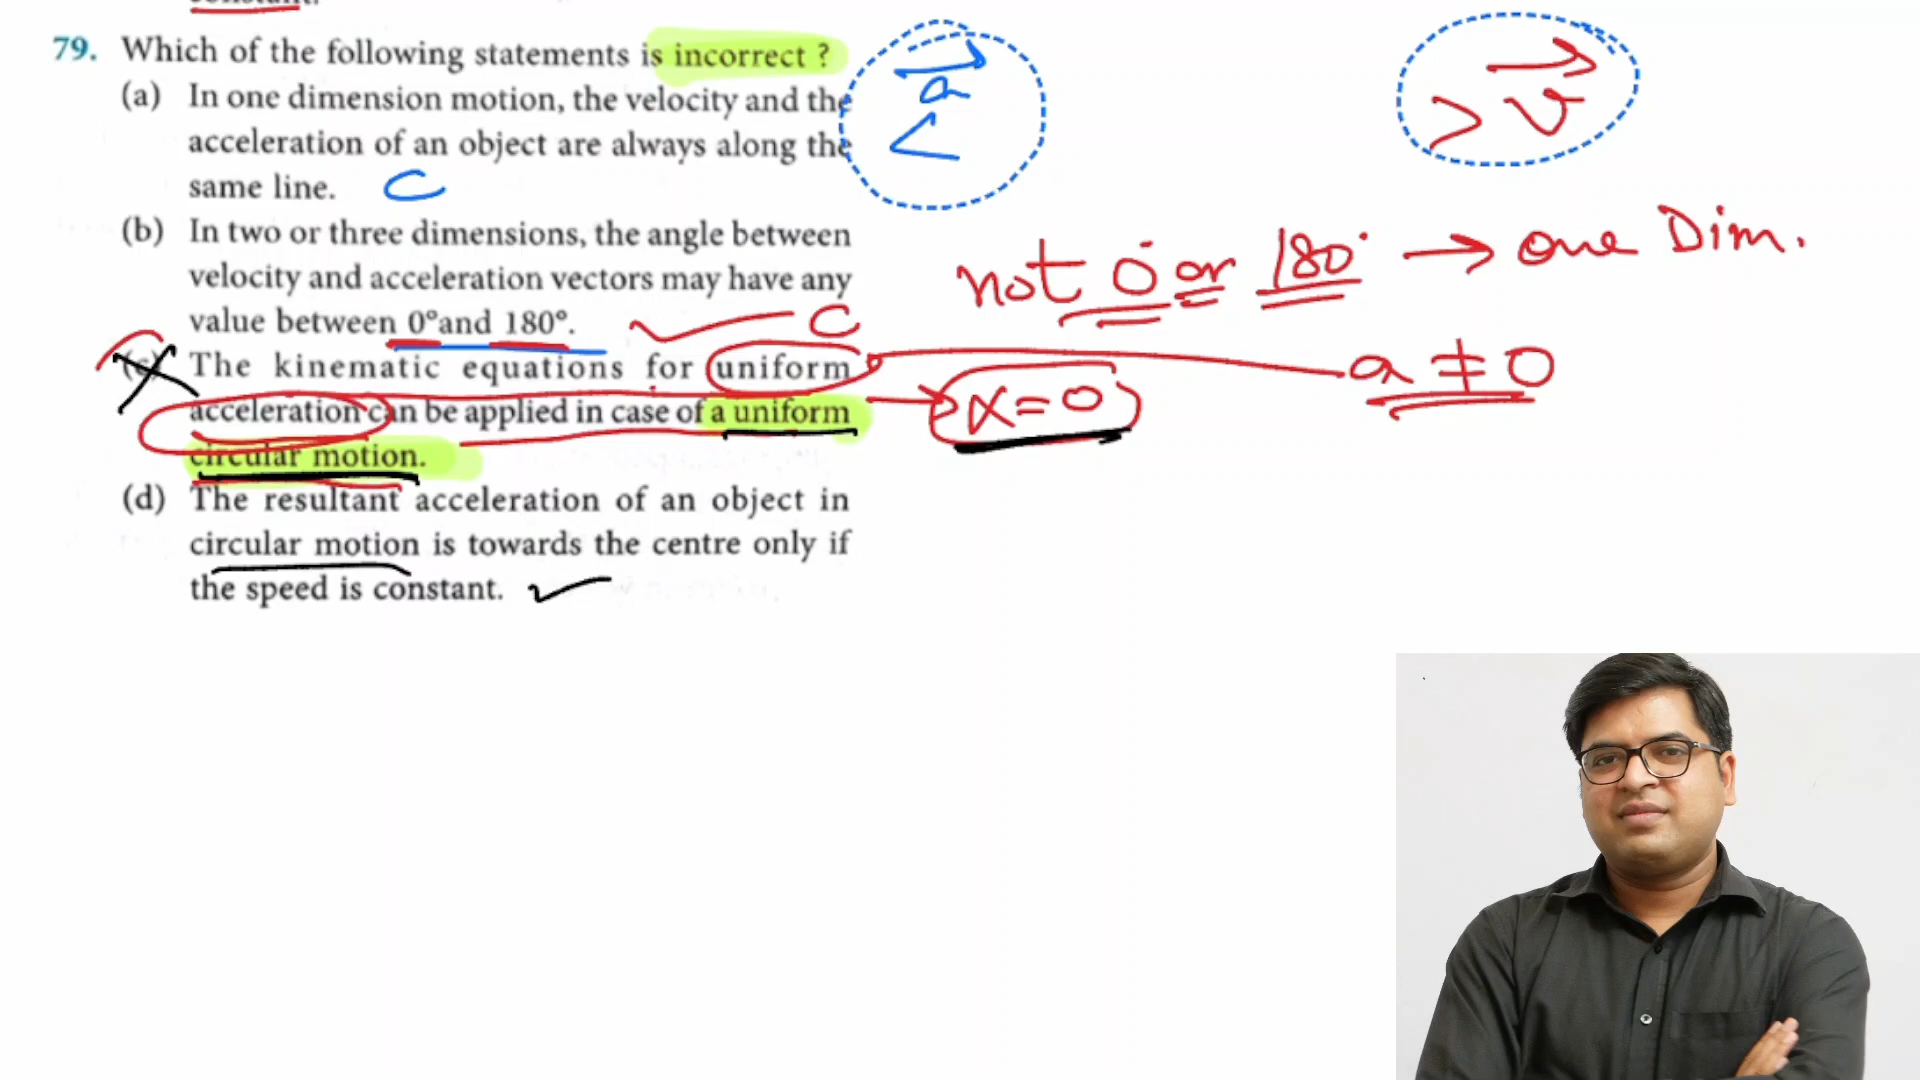 constant.
79. Which of the following statements is incorrect ?
(a) In one dimension motion, the velocity and the
acceleration of an object are always along the
same line. C
(b) In two or three dimensions, the angle between
velocity and acceleration vectors may have any
value between 0°and 180°. C
(c) The kinematic equations for uniform
acceleration can be applied in case of a uniform
circular motion.
(d) The resultant acceleration of an object in
circular motion is towards the centre only if
the speed is constant.
a
v
not 0° or 180° → one Dim.
a ≠ 0
α = 0